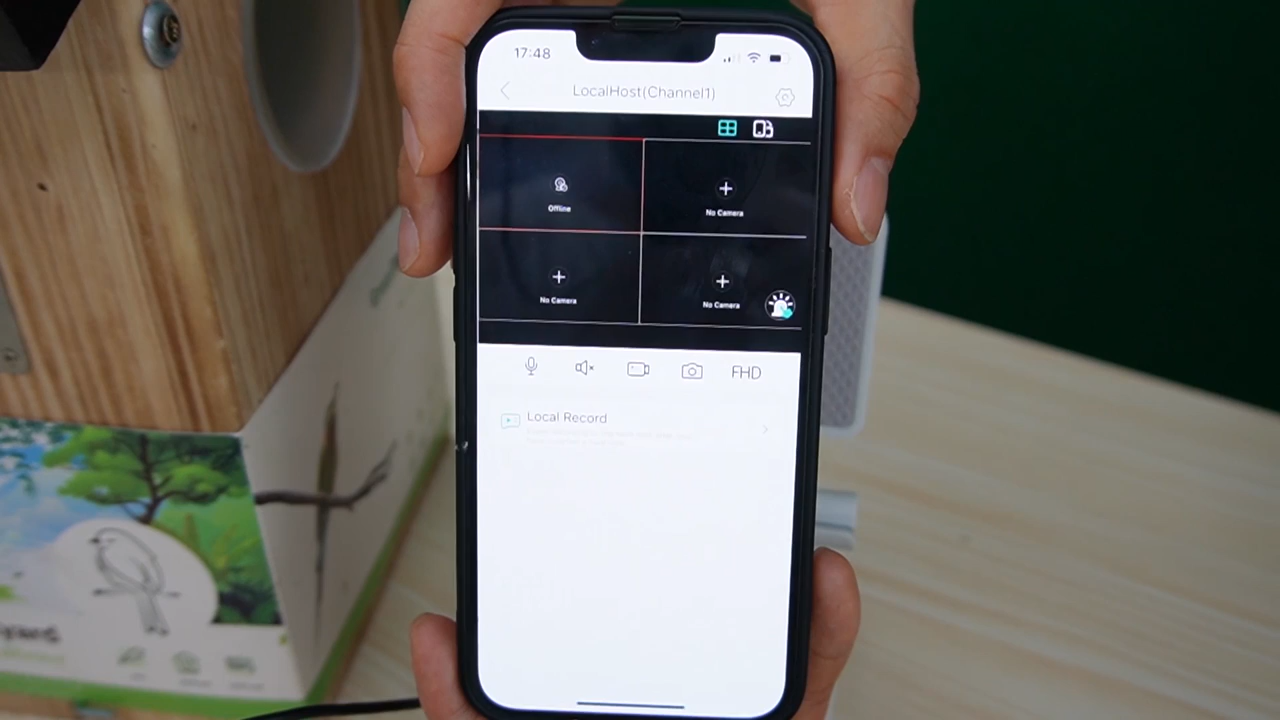 17:48
LocalHost(Channel1)
Offline
No Camera
No Camera
No Camera
FHD
Local Record